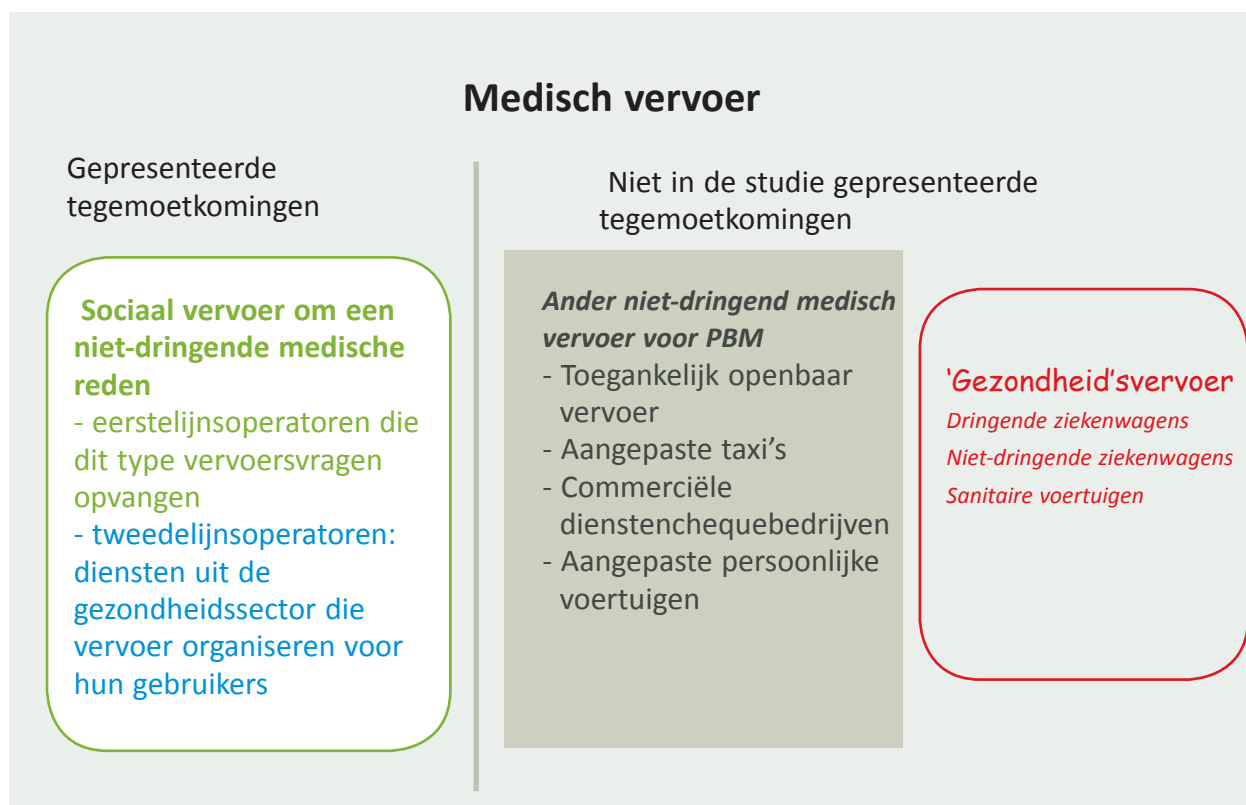 Medisch vervoer
Gepresenteerde
tegemoetkomingen
Sociaal vervoer om een
niet-dringende medische
reden
- eerstelijnsoperatoren die
dit type vervoersvragen
opvangen
- tweedelijnsoperatoren:
diensten uit de
gezondheidssector die
vervoer organiseren voor
hun gebruikers
Niet in de studie gepresenteerde
tegemoetkomingen
Ander niet-dringend medisch
vervoer voor PBM
- Toegankelijk openbaar
vervoer
- Aangepaste taxi’s
- Commerciële
dienstenchequebedrijven
- Aangepaste persoonlijke
voertuigen
‘Gezondheid’svervoer
Dringende ziekenwagens
Niet-dringende ziekenwagens
Sanitaire voertuigen